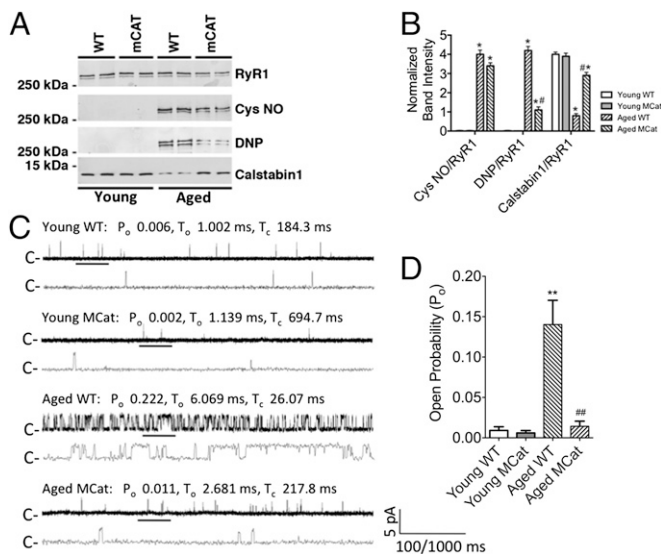 A
WT
mCAT
WT
mCAT
RyR1
250 kDa -
Cys NO
250 kDa -
DNP
250 kDa -
15 kDa -
Calstabin1
Young
Aged
B
Normalized
Band Intensity
0
1
2
3
4
5
*
*
*
*#
*
#*
Cys NO/RyR1
DNP/RyR1
Calstabin1/RyR1
Young WT
Young MCat
Aged WT
Aged MCat
C
Young WT: Po 0.006, To 1.002 ms, Tc 184.3 ms
C-
C-
Young MCat: Po 0.002, To 1.139 ms, Tc 694.7 ms
C-
C-
Aged WT: Po 0.222, To 6.069 ms, Tc 26.07 ms
C-
C-
Aged MCat: Po 0.011, To 2.681 ms, Tc 217.8 ms
C-
C-
5 pA
100/1000 ms
D
Open Probability (Po)
0.20
0.15
0.10
0.05
0.00
**
##
Young WT
Young MCat
Aged WT
Aged MCat